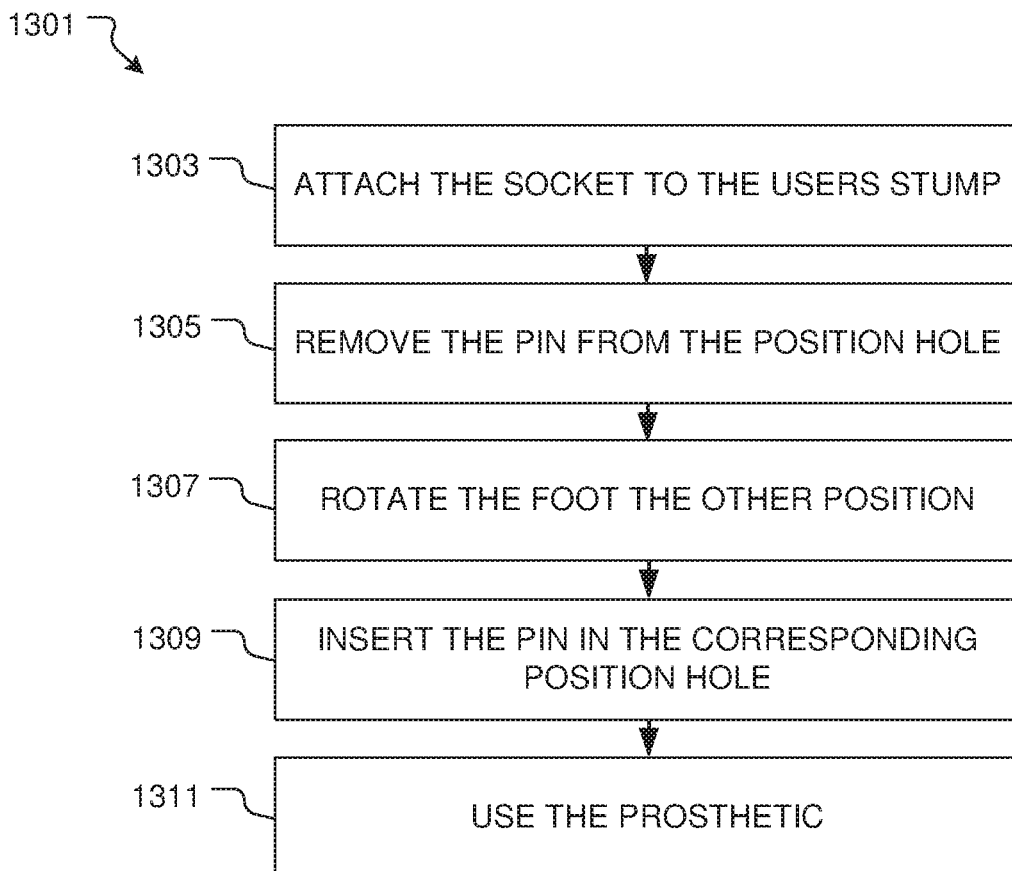 1301
1303
ATTACH THE SOCKET TO THE USERS STUMP
1305
REMOVE THE PIN FROM THE POSITION HOLE
1307
ROTATE THE FOOT THE OTHER POSITION
1309
INSERT THE PIN IN THE CORRESPONDING
POSITION HOLE
1311
USE THE PROSTHETIC